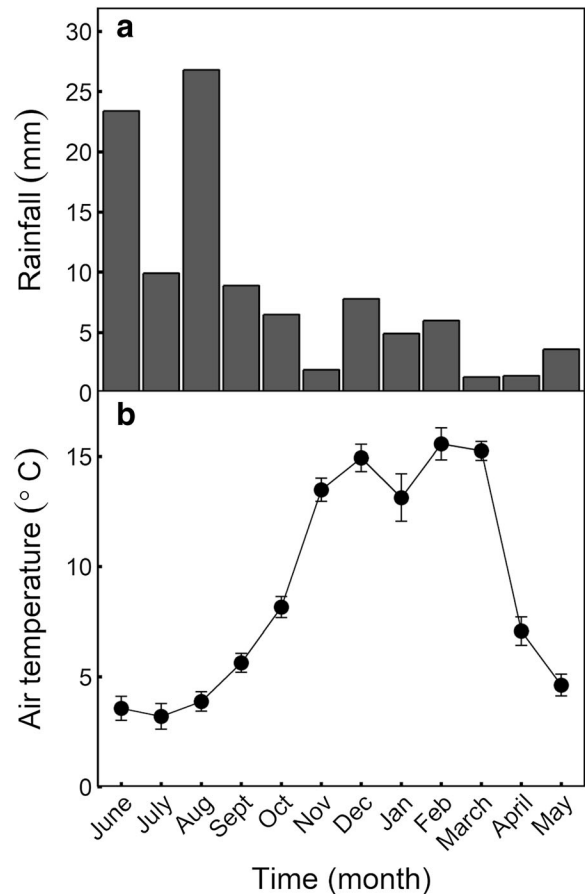 a
30
25
20
15
10
5
0
Rainfall (mm)
b
15
10
5
0
Air temperature (° C)
June July Aug Sept Oct Nov Dec Jan Feb March April May
Time (month)